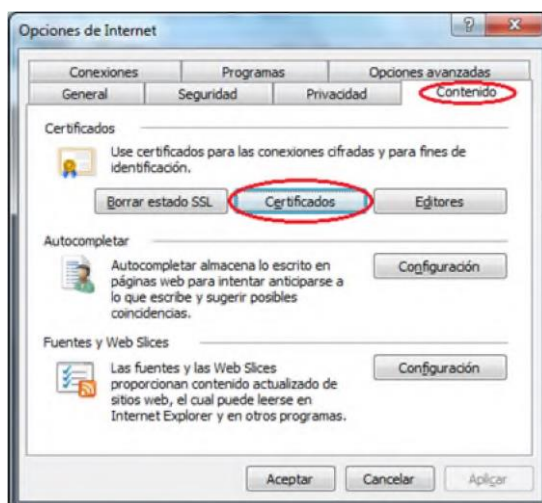 Opciones de Internet
Conexiones Programas Opciones avanzadas
General Seguridad Privacidad Contenido
Certificados
Use certificados para las conexiones cifradas y para fines de
identificación.
Borrar estado SSL Certificados Editores
Autocompletar
Autocompletar almacena lo escrito en
páginas web para intentar anticiparse a
lo que escribe y sugerir posibles
coincidencias.
Configuración
Fuentes y Web Slices
Las fuentes y las Web Slices
proporcionan contenido actualizado de
sitios web, el cual puede leerse en
Internet Explorer y en otros programas.
Configuración
Aceptar Cancelar Aplicar